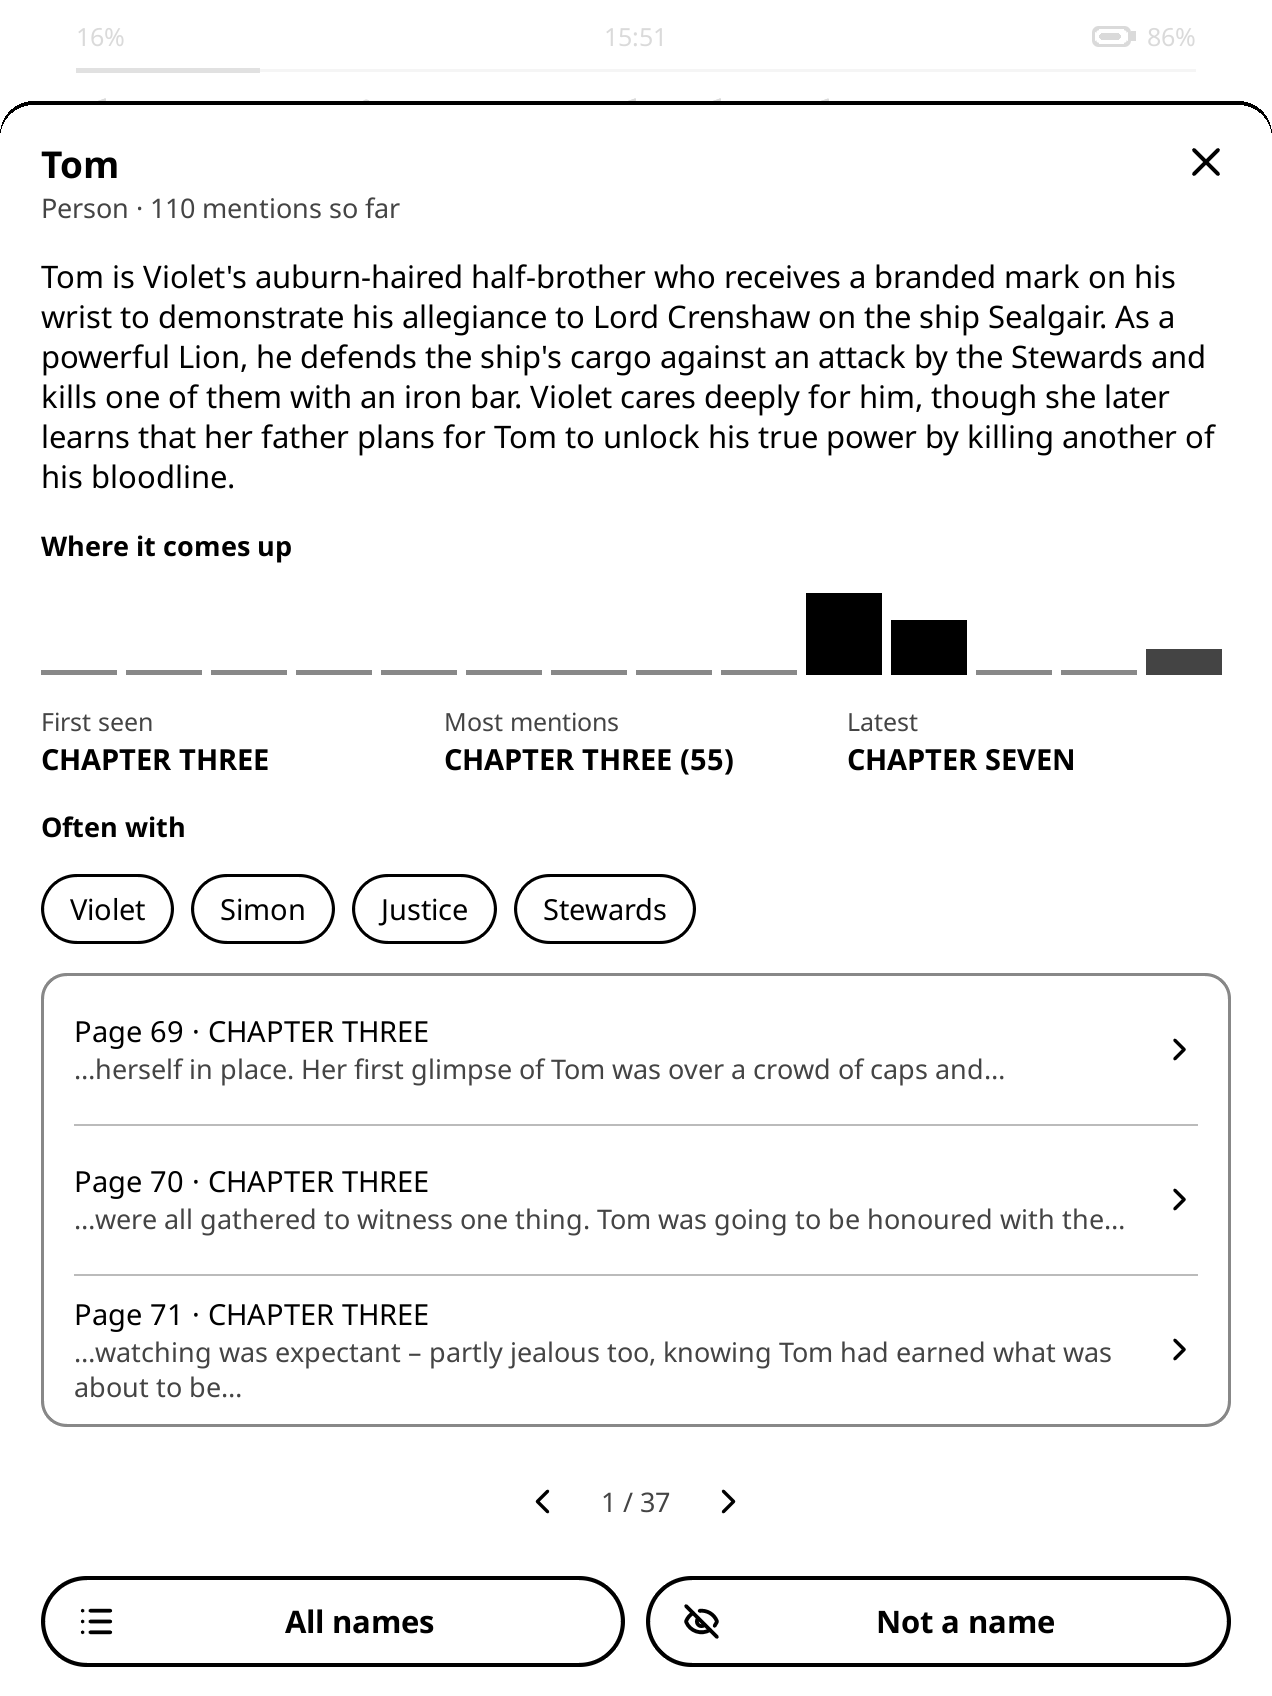 16%
15:51
86%
Tom
Person · 110 mentions so far
Tom is Violet's auburn-haired half-brother who receives a branded mark on his
wrist to demonstrate his allegiance to Lord Crenshaw on the ship Sealgair. As a
powerful Lion, he defends the ship's cargo against an attack by the Stewards and
kills one of them with an iron bar. Violet cares deeply for him, though she later
learns that her father plans for Tom to unlock his true power by killing another of
his bloodline.
Where it comes up
First seen
CHAPTER THREE
Most mentions
CHAPTER THREE (55)
Latest
CHAPTER SEVEN
Often with
Violet
Simon
Justice
Stewards
Page 69 · CHAPTER THREE
…herself in place. Her first glimpse of Tom was over a crowd of caps and…
Page 70 · CHAPTER THREE
…were all gathered to witness one thing. Tom was going to be honoured with the…
Page 71 · CHAPTER THREE
…watching was expectant – partly jealous too, knowing Tom had earned what was
about to be…
1 / 37
All names
Not a name